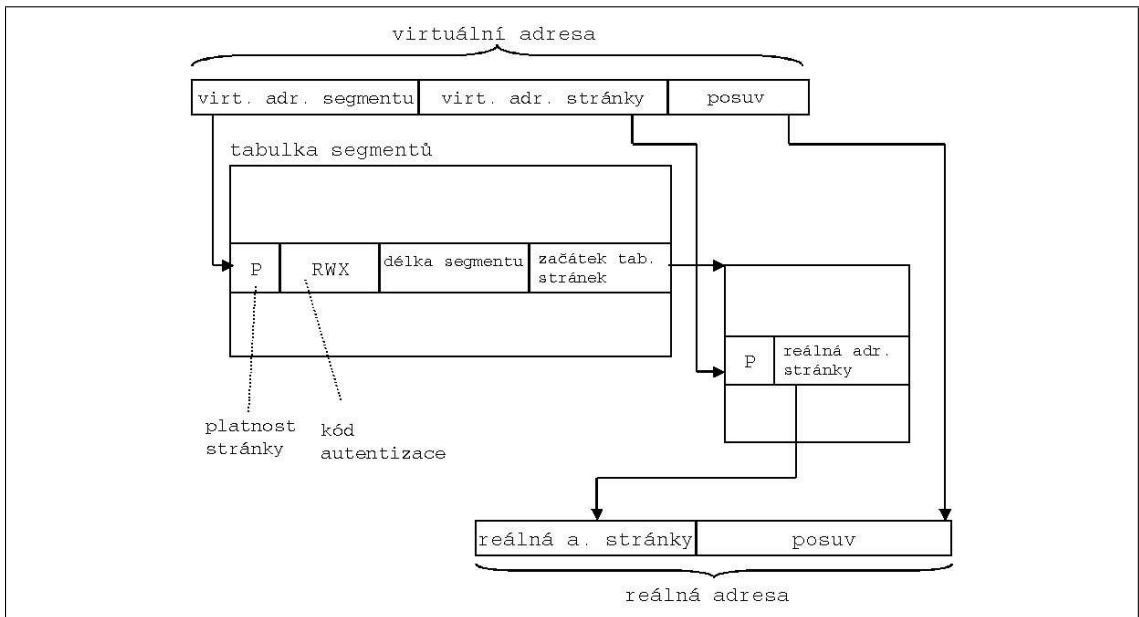 virtuální adresa
virt. adr. segmentu
virt. adr. stránky
posuv
tabulka segmentů
P
RWX
délka segmentu
začátek tab.
stránek
P
reálná adr.
stránky
platnost
stránky
kód
autentizace
reálná a. stránky
posuv
reálná adresa